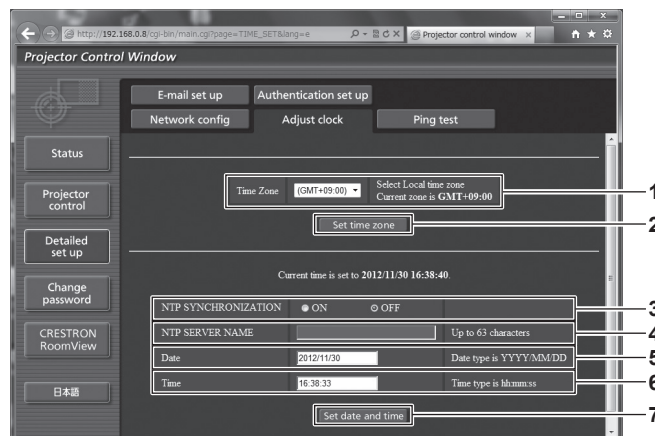 http://192.168.0.8/cgi-bin/main.cgi?page=TIME_SET&lang=e
Projector control window
Projector Control Window
E-mail set up
Authentication set up
Network config
Adjust clock
Ping test
Status
Projector control
Detailed set up
Change password
CRESTRON RoomView
日本語
Time Zone
(GMT+09:00)
Select Local time zone
Current zone is GMT+09:00
1
Set time zone
2
Current time is set to 2012/11/30 16:38:40.
NTP SYNCHRONIZATION ON OFF
3
NTP SERVER NAME Up to 63 characters
4
Date 2012/11/30 Date type is YYYY/MM/DD
5
Time 16:38:33 Time type is hh:mm:ss
6
Set date and time
7